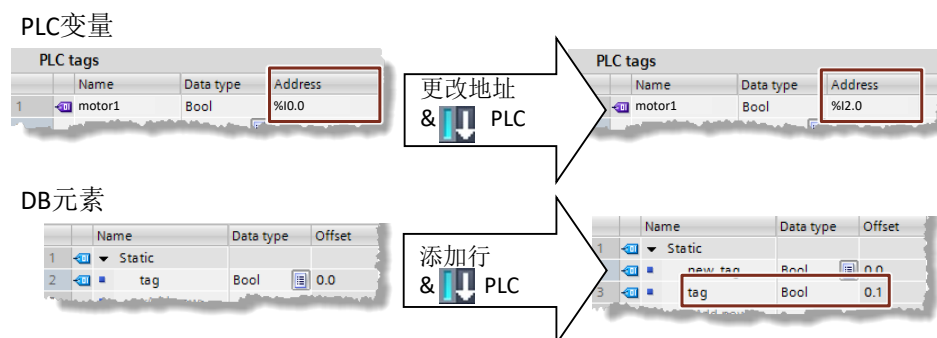 PLC变量
PLC tags
Name Data type Address
1 motor1 Bool %I0.0
更改地址
& PLC
PLC tags
Name Data type Address
motor1 Bool %I2.0
DB元素
Name Data type Offset
1 Static
2 tag Bool 0.0
添加行
& PLC
Name Data type Offset
1 Static
new_tag Bool 0.0
3 tag Bool 0.1